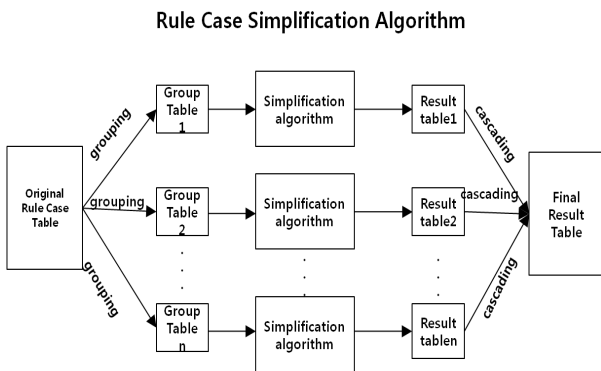 Rule Case Simplification Algorithm
Original
Rule Case
Table
grouping
grouping
grouping
Group
Table
1
Simplification
algorithm
Result
table1
cascading
Group
Table
2
Simplification
algorithm
Result
table2
cascading
Group
Table
n
Simplification
algorithm
Result
tablen
cascading
Final
Result
Table